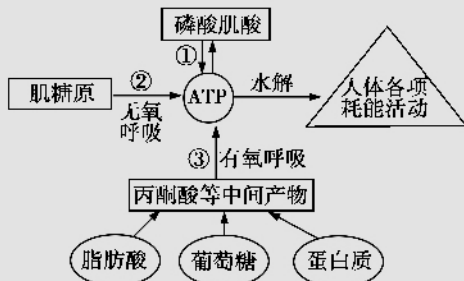 磷酸肌酸
①
肌糖原
②
无氧
呼吸
ATP
水解
人体各项
耗能活动
③
有氧呼吸
丙酮酸等中间产物
脂肪酸
葡萄糖
蛋白质